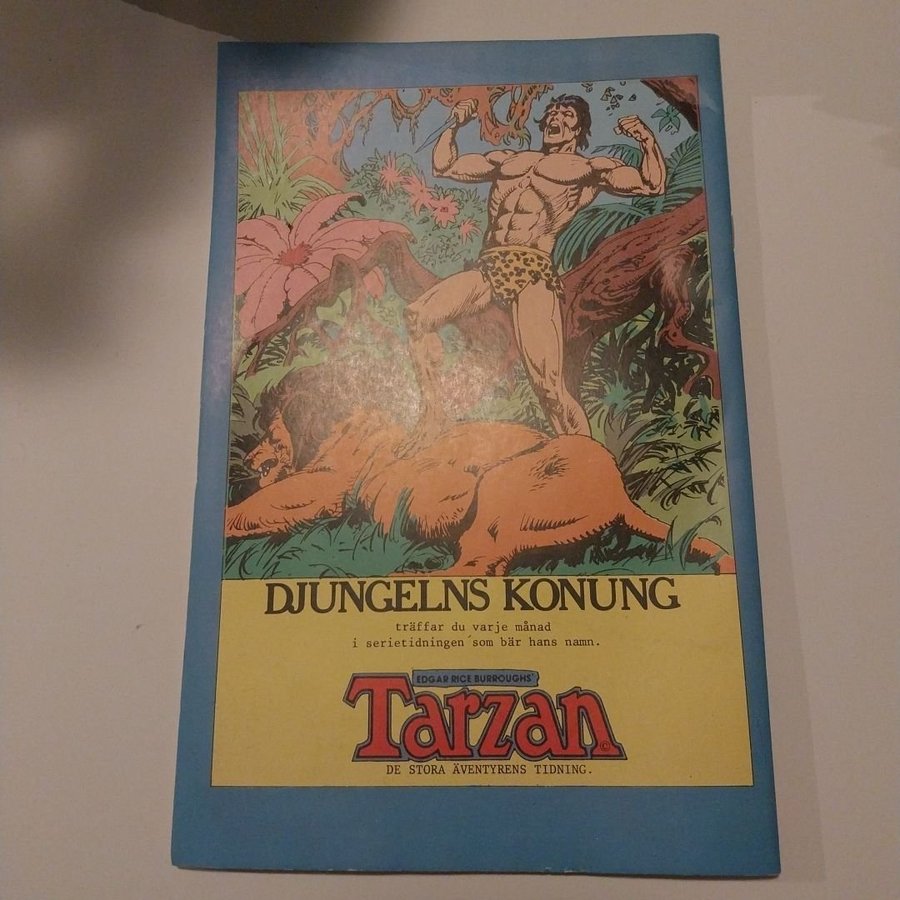 DJUNGELNS KONUNG
träffar du varje månad
i serietidningen som bär hans namn.
EDGAR RICE BURROUGHS'
Tarzan ©
DE STORA ÄVENTYRENS TIDNING.